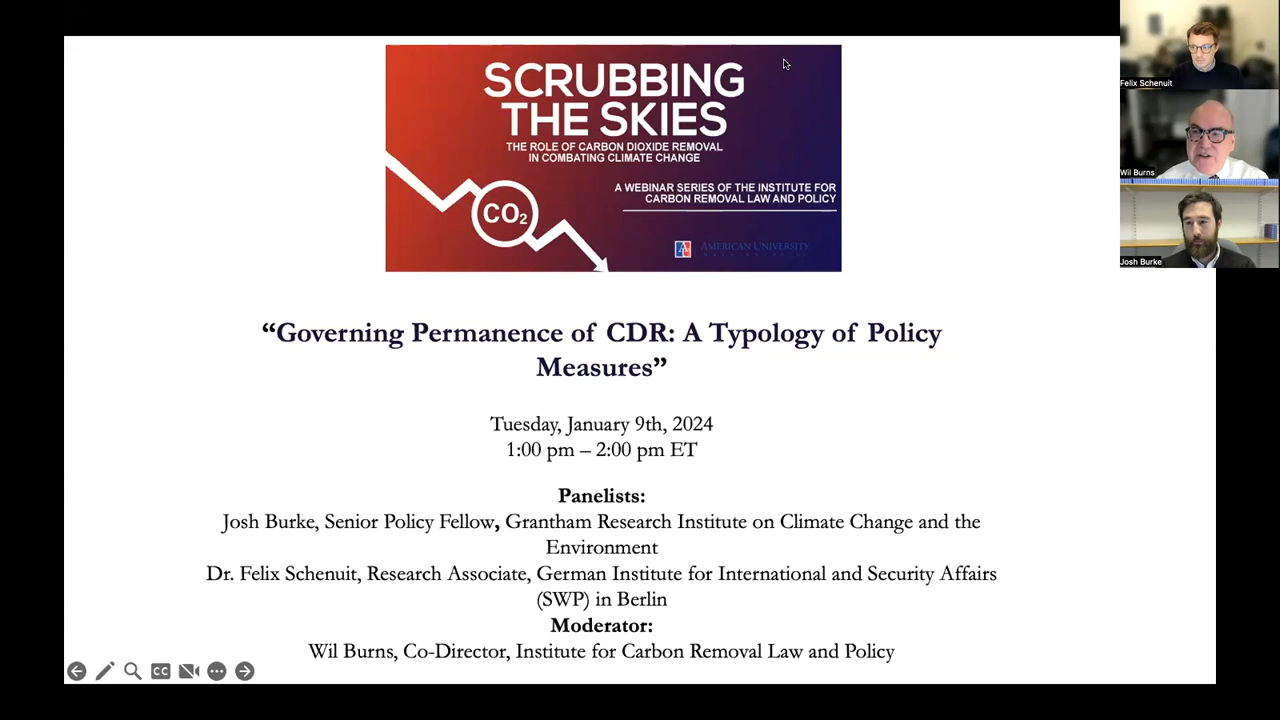 SCRUBBING
THE SKIES
THE ROLE OF CARBON DIOXIDE REMOVAL
IN COMBATING CLIMATE CHANGE
A WEBINAR SERIES OF THE INSTITUTE FOR
CARBON REMOVAL LAW AND POLICY
CO2
AMERICAN UNIVERSITY
“Governing Permanence of CDR: A Typology of Policy
Measures”
Tuesday, January 9th, 2024
1:00 pm – 2:00 pm ET
Panelists:
Josh Burke, Senior Policy Fellow, Grantham Research Institute on Climate Change and the
Environment
Dr. Felix Schenuit, Research Associate, German Institute for International and Security Affairs
(SWP) in Berlin
Moderator:
Wil Burns, Co-Director, Institute for Carbon Removal Law and Policy
CC
Felix Schenuit
Wil Burns
Josh Burke